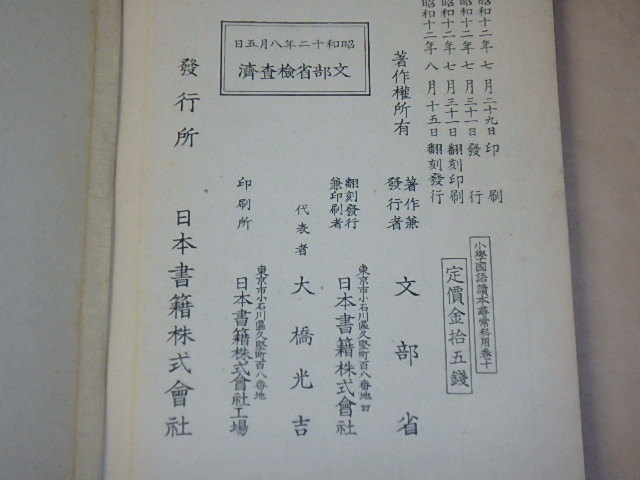 昭和十二年七月二十九日印刷
昭和十二年七月三十一日發行
昭和十二年七月三十一日翻刻印刷
昭和十二年八月十五日翻刻發行
小學國語讀本尋常科用卷十
定價金拾五錢
著作權所有
著作兼發行者 文部省
翻刻發行兼印刷者
東京市小石川區久堅町百八番地
日本書籍株式會社
代表者 大橋光吉
印刷所
東京市小石川區久堅町百八番地
日本書籍株式會社工場
昭和十二年八月五日
文部省檢查濟
發行所 日本書籍株式會社